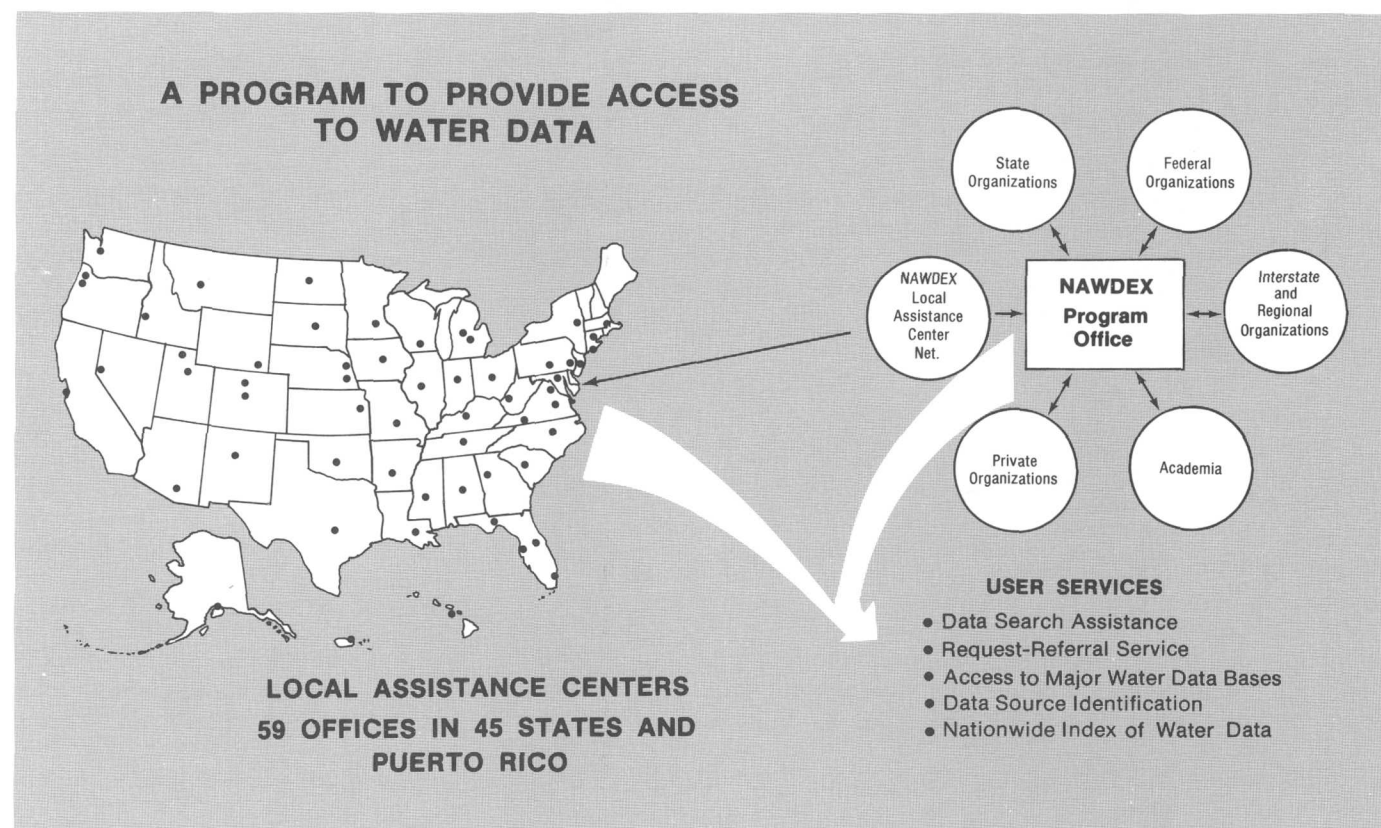 A PROGRAM TO PROVIDE ACCESS
TO WATER DATA
State
Organizations
Federal
Organizations
NAWDEX
Local
Assistance
Center
Net.
NAWDEX
Program
Office
Interstate
and
Regional
Organizations
Private
Organizations
Academia
LOCAL ASSISTANCE CENTERS
59 OFFICES IN 45 STATES AND
PUERTO RICO
USER SERVICES
• Data Search Assistance
• Request-Referral Service
• Access to Major Water Data Bases
• Data Source Identification
• Nationwide Index of Water Data